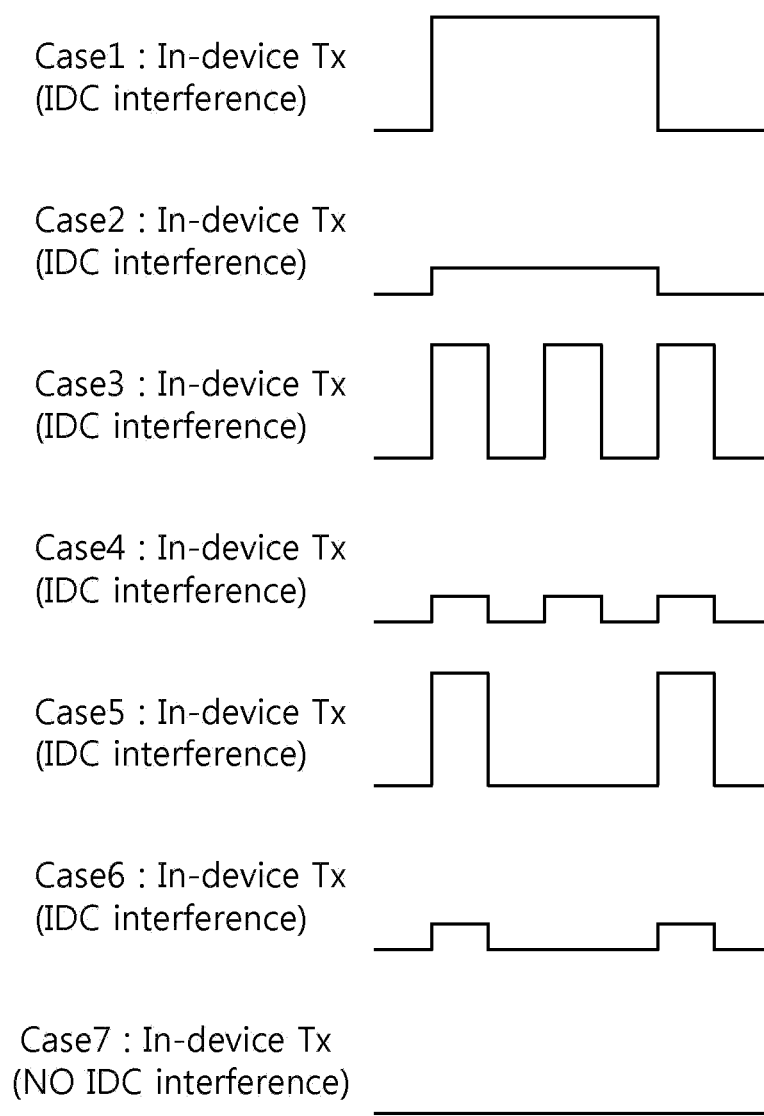 Case1 : In-device Tx
(IDC interference)
Case2 : In-device Tx
(IDC interference)
Case3 : In-device Tx
(IDC interference)
Case4 : In-device Tx
(IDC interference)
Case5 : In-device Tx
(IDC interference)
Case6 : In-device Tx
(IDC interference)
Case7 : In-device Tx
(NO IDC interference)